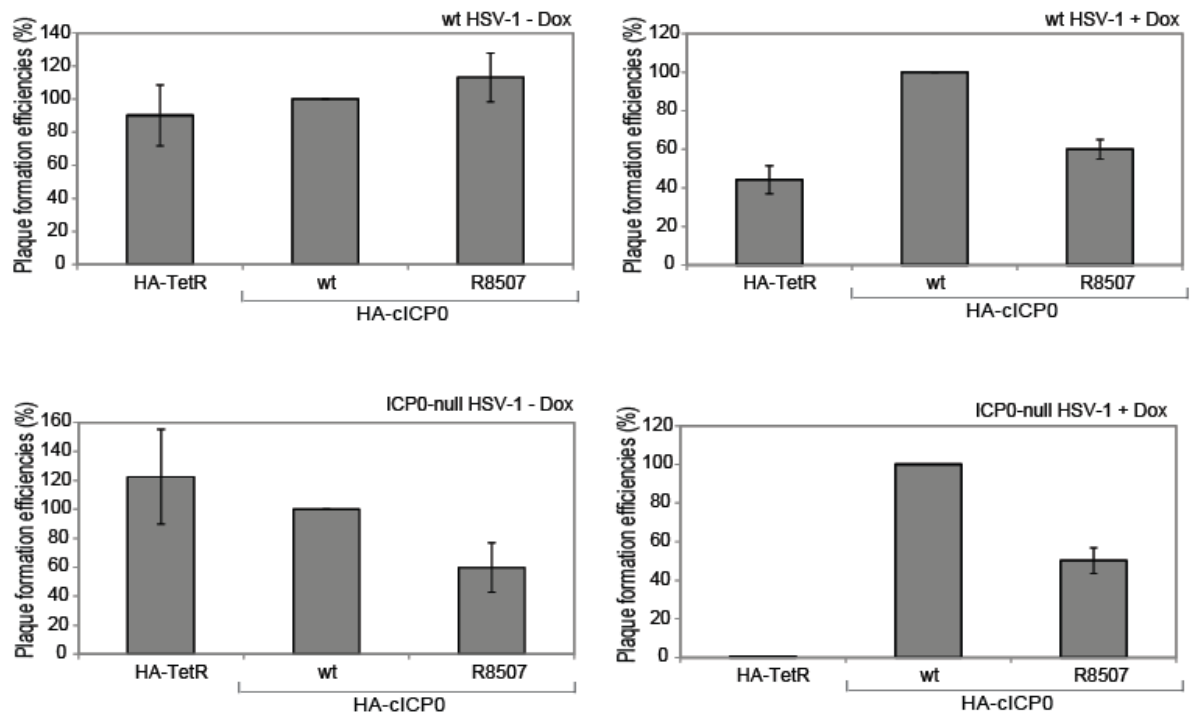 wt HSV-1 - Dox
Plaque formation efficiencies (%)
140
120
100
80
60
40
20
0
HA-TetR wt R8507
HA-cICP0
wt HSV-1 + Dox
Plaque formation efficiencies (%)
120
100
80
60
40
20
0
HA-TetR wt R8507
HA-cICP0
ICP0-null HSV-1 - Dox
Plaque formation efficiencies (%)
160
140
120
100
80
60
40
20
0
HA-TetR wt R8507
HA-cICP0
ICP0-null HSV-1 + Dox
Plaque formation efficiencies (%)
120
100
80
60
40
20
0
HA-TetR wt R8507
HA-cICP0